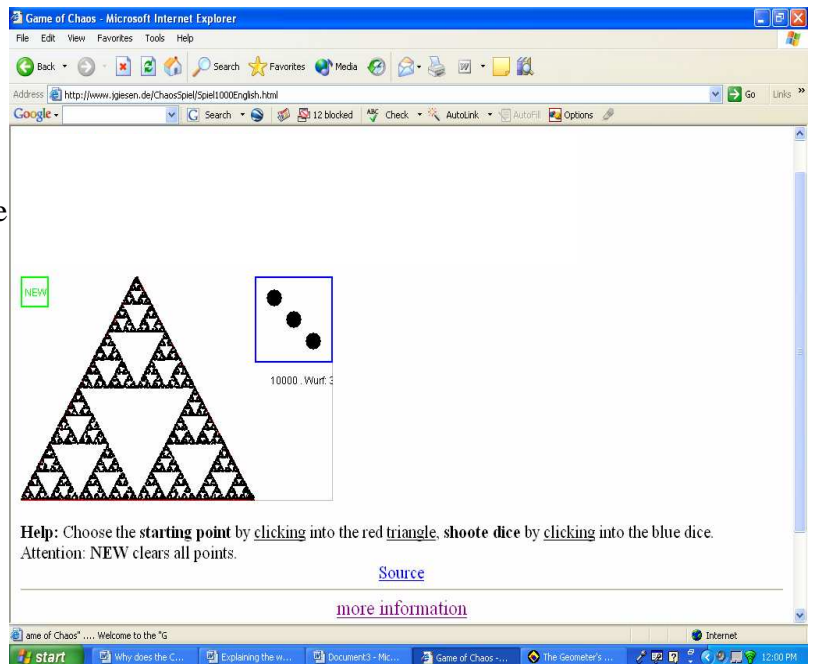 Game of Chaos - Microsoft Internet Explorer
File Edit View Favorites Tools Help
Back Search Favorites Media
Address http://www.jgiesen.de/ChaosSpiel/Spiel1000English.html Go Links »
Google - Search 12 blocked ABC Check AutoLink AutoFill Options
e
NEW
10000 . Wurf: 3
Help: Choose the starting point by clicking into the red triangle, shoote dice by clicking into the blue dice.
Attention: NEW clears all points.
Source
more information
ame of Chaos" .... Welcome to the "G Internet
start Why does the C... Explaining the w... Document3 - Mic... Game of Chaos -... The Geometer's ... 12:00 PM